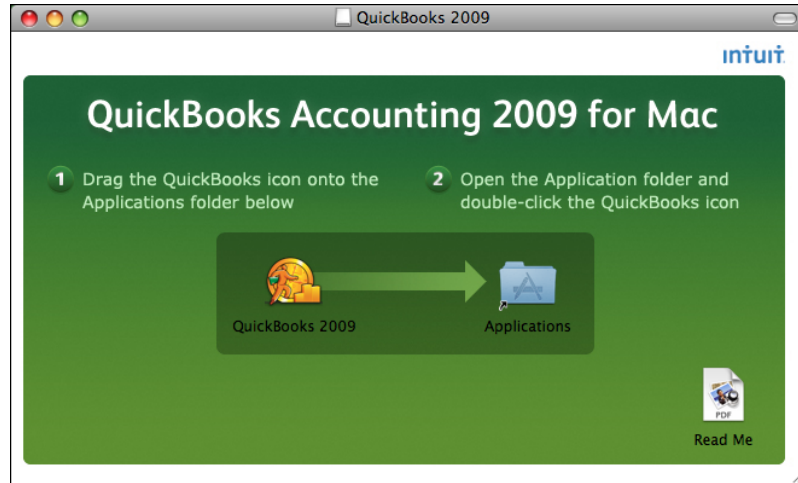 QuickBooks 2009
intuit.
QuickBooks Accounting 2009 for Mac
1 Drag the QuickBooks icon onto the
Applications folder below
2 Open the Application folder and
double-click the QuickBooks icon
QuickBooks 2009
Applications
PDF
Read Me